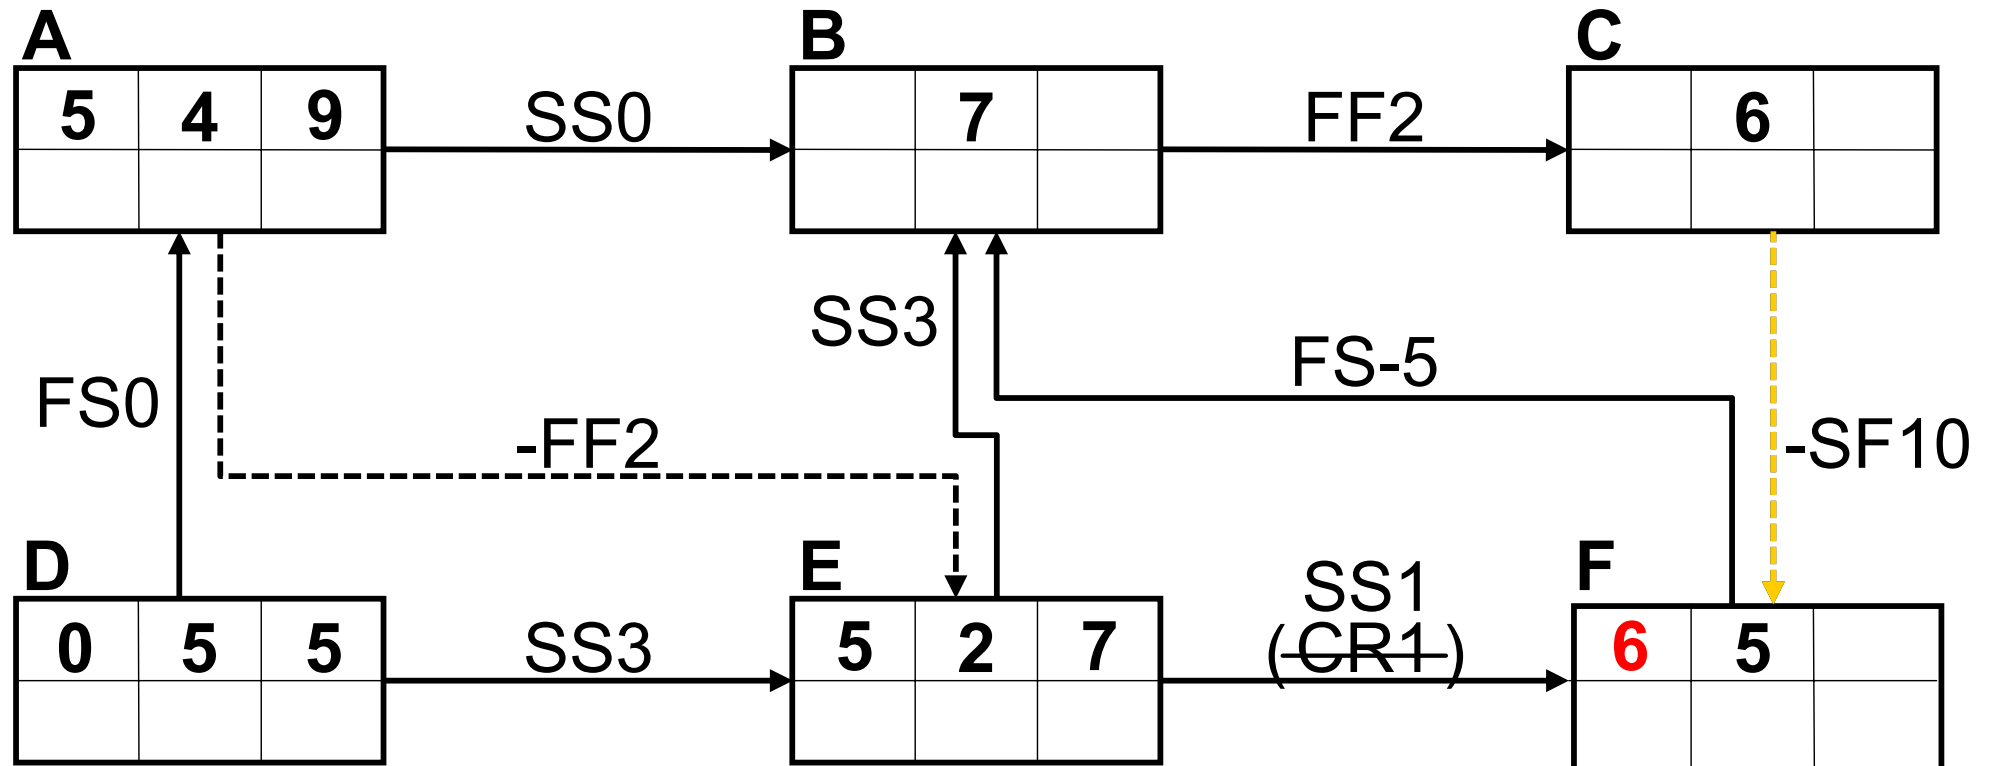 A B C
5 4 9 SS0 7 FF2 6
SS3
FS-5
FS0
-FF2 -SF10
D E SS1 F
0 5 5 SS3 5 2 7 (CR1) 6 5